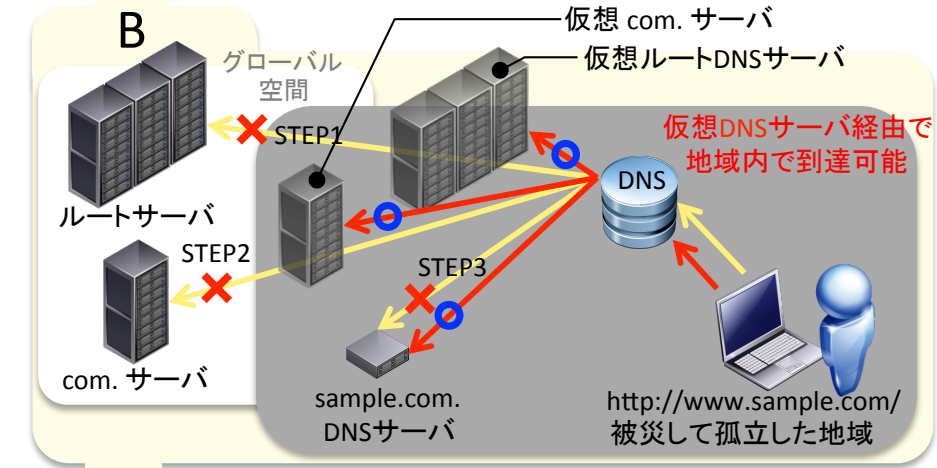 B
仮想 com. サーバ
仮想ルートDNSサーバ
グローバル
空間
STEP1
仮想DNSサーバ経由で
地域内で到達可能
DNS
ルートサーバ
STEP2
STEP3
com. サーバ
sample.com.
DNSサーバ
http://www.sample.com/
被災して孤立した地域